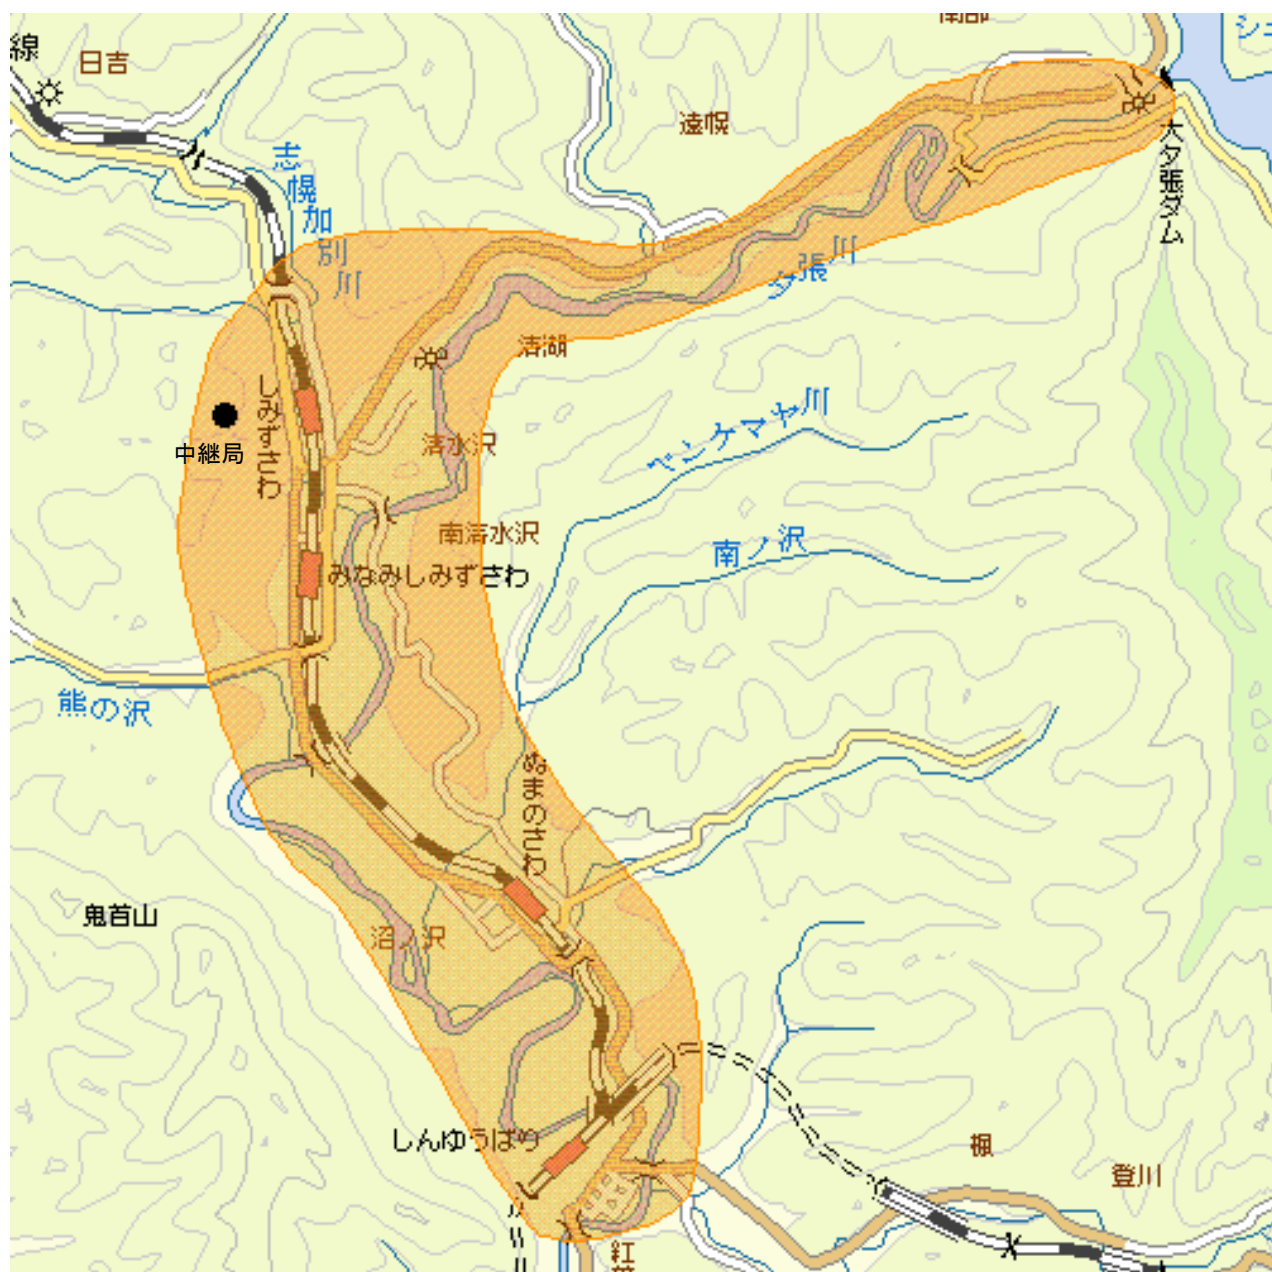 線
日吉
遠幌
志幌加別川
大夕張ダム
夕張川
清湖
しみずさわ
中継局
清水沢
ペンケマヤ川
南清水沢
南ノ沢
みなみしみずさわ
熊の沢
ぬまのさわ
鬼首山
沼ノ沢
しんゆうばり
楓
登川